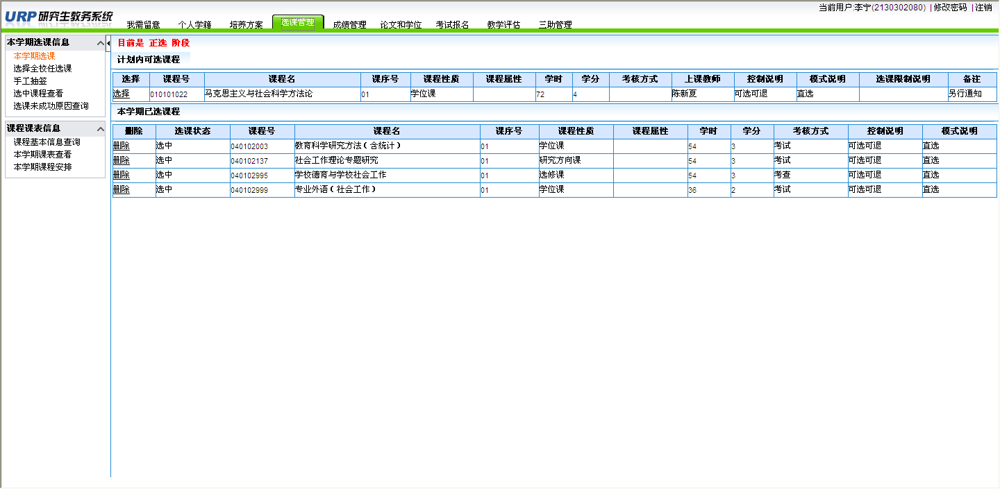 当前用户:李宁(2130302080) | 修改密码 | 注销
URP 研究生教务系统
我需留意 个人学籍 培养方案 选课管理 成绩管理 论文和学位 考试报名 教学评估 三助管理
本学期选课信息
本学期选课
选择全校任选课
手工抽签
选中课程查看
选课未成功原因查询
课程课表信息
课程基本信息查询
本学期课表查看
本学期课程安排
目前是 正选 阶段
计划内可选课程
选择 课程号 课程名 课序号 课程性质 课程属性 学时 学分 考核方式 上课教师 控制说明 模式说明 选课限制说明 备注
选择 010101022 马克思主义与社会科学方法论 01 学位课 72 4 陈新夏 可选可退 直选 另行通知
本学期已选课程
删除 选课状态 课程号 课程名 课序号 课程性质 课程属性 学时 学分 考核方式 控制说明 模式说明
删除 选中 040102003 教育科学研究方法（含统计） 01 学位课 54 3 考试 可选可退 直选
删除 选中 040102137 社会工作理论专题研究 01 研究方向课 54 3 考试 可选可退 直选
删除 选中 040102995 学校德育与学校社会工作 01 选修课 54 3 考查 可选可退 直选
删除 选中 040102999 专业外语（社会工作） 01 学位课 36 2 考试 可选可退 直选